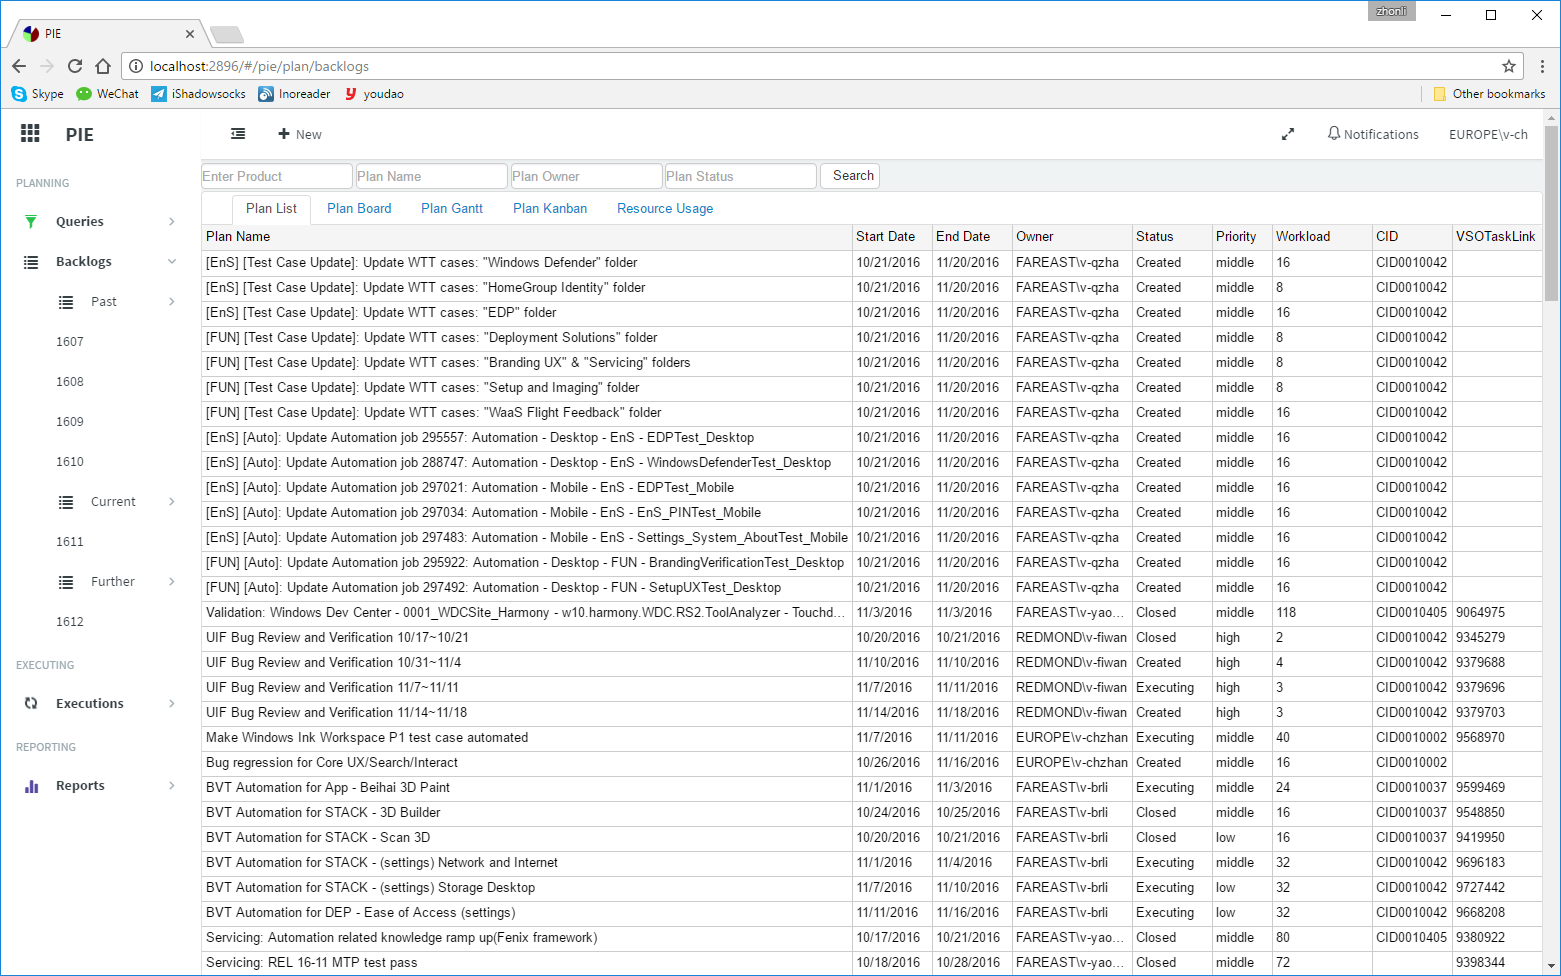 zhonli
PIE
localhost:2896/#/pie/plan/backlogs
Skype WeChat iShadowsocks Inoreader youdao Other bookmarks
PIE New Notifications EUROPE\v-ch
Enter Product Plan Name Plan Owner Plan Status Search
PLANNING
Queries
Backlogs
Past
1607
1608
1609
1610
Current
1611
Further
1612
EXECUTING
Executions
REPORTING
Reports
Plan List Plan Board Plan Gantt Plan Kanban Resource Usage
Plan Name Start Date End Date Owner Status Priority Workload CID VSOTaskLink
[EnS] [Test Case Update]: Update WTT cases: "Windows Defender" folder 10/21/2016 11/20/2016 FAREAST\v-qzha Created middle 16 CID0010042
[EnS] [Test Case Update]: Update WTT cases: "HomeGroup Identity" folder 10/21/2016 11/20/2016 FAREAST\v-qzha Created middle 8 CID0010042
[EnS] [Test Case Update]: Update WTT cases: "EDP" folder 10/21/2016 11/20/2016 FAREAST\v-qzha Created middle 16 CID0010042
[FUN] [Test Case Update]: Update WTT cases: "Deployment Solutions" folder 10/21/2016 11/20/2016 FAREAST\v-qzha Created middle 8 CID0010042
[FUN] [Test Case Update]: Update WTT cases: "Branding UX" & "Servicing" folders 10/21/2016 11/20/2016 FAREAST\v-qzha Created middle 8 CID0010042
[FUN] [Test Case Update]: Update WTT cases: "Setup and Imaging" folder 10/21/2016 11/20/2016 FAREAST\v-qzha Created middle 8 CID0010042
[FUN] [Test Case Update]: Update WTT cases: "WaaS Flight Feedback" folder 10/21/2016 11/20/2016 FAREAST\v-qzha Created middle 16 CID0010042
[EnS] [Auto]: Update Automation job 295557: Automation - Desktop - EnS - EDPTest_Desktop 10/21/2016 11/20/2016 FAREAST\v-qzha Created middle 16 CID0010042
[EnS] [Auto]: Update Automation job 288747: Automation - Desktop - EnS - WindowsDefenderTest_Desktop 10/21/2016 11/20/2016 FAREAST\v-qzha Created middle 16 CID0010042
[EnS] [Auto]: Update Automation job 297021: Automation - Mobile - EnS - EDPTest_Mobile 10/21/2016 11/20/2016 FAREAST\v-qzha Created middle 16 CID0010042
[EnS] [Auto]: Update Automation job 297034: Automation - Mobile - EnS - EnS_PINTest_Mobile 10/21/2016 11/20/2016 FAREAST\v-qzha Created middle 16 CID0010042
[EnS] [Auto]: Update Automation job 297483: Automation - Mobile - EnS - Settings_System_AboutTest_Mobile 10/21/2016 11/20/2016 FAREAST\v-qzha Created middle 16 CID0010042
[FUN] [Auto]: Update Automation job 295922: Automation - Desktop - FUN - BrandingVerificationTest_Desktop 10/21/2016 11/20/2016 FAREAST\v-qzha Created middle 16 CID0010042
[FUN] [Auto]: Update Automation job 297492: Automation - Desktop - FUN - SetupUXTest_Desktop 10/21/2016 11/20/2016 FAREAST\v-qzha Created middle 16 CID0010042
Validation: Windows Dev Center - 0001_WDCSite_Harmony - w10.harmony.WDC.RS2.ToolAnalyzer - Touchd... 11/3/2016 11/3/2016 FAREAST\v-yao... Closed middle 118 CID0010405 9064975
UIF Bug Review and Verification 10/17~10/21 10/20/2016 10/21/2016 REDMOND\v-fiwan Closed high 2 CID0010042 9345279
UIF Bug Review and Verification 10/31~11/4 11/10/2016 11/10/2016 REDMOND\v-fiwan Created high 4 CID0010042 9379688
UIF Bug Review and Verification 11/7~11/11 11/7/2016 11/11/2016 REDMOND\v-fiwan Executing high 3 CID0010042 9379696
UIF Bug Review and Verification 11/14~11/18 11/14/2016 11/18/2016 REDMOND\v-fiwan Created high 3 CID0010042 9379703
Make Windows Ink Workspace P1 test case automated 11/7/2016 11/11/2016 EUROPE\v-chzhan Executing middle 40 CID0010002 9568970
Bug regression for Core UX/Search/Interact 10/26/2016 11/16/2016 EUROPE\v-chzhan Created middle 16 CID0010002
BVT Automation for App - Beihai 3D Paint 11/1/2016 11/3/2016 FAREAST\v-brli Executing middle 24 CID0010037 9599469
BVT Automation for STACK - 3D Builder 10/24/2016 10/25/2016 FAREAST\v-brli Closed middle 16 CID0010037 9548850
BVT Automation for STACK - Scan 3D 10/20/2016 10/21/2016 FAREAST\v-brli Closed low 16 CID0010037 9419950
BVT Automation for STACK - (settings) Network and Internet 11/1/2016 11/4/2016 FAREAST\v-brli Executing middle 32 CID0010042 9696183
BVT Automation for STACK - (settings) Storage Desktop 11/7/2016 11/10/2016 FAREAST\v-brli Executing low 32 CID0010042 9727442
BVT Automation for DEP - Ease of Access (settings) 11/11/2016 11/16/2016 FAREAST\v-brli Executing low 32 CID0010042 9668208
Servicing: Automation related knowledge ramp up(Fenix framework) 10/17/2016 10/21/2016 FAREAST\v-yao... Closed middle 80 CID0010405 9380922
Servicing: REL 16-11 MTP test pass 10/18/2016 10/28/2016 FAREAST\v-yao... Closed middle 72 9398344